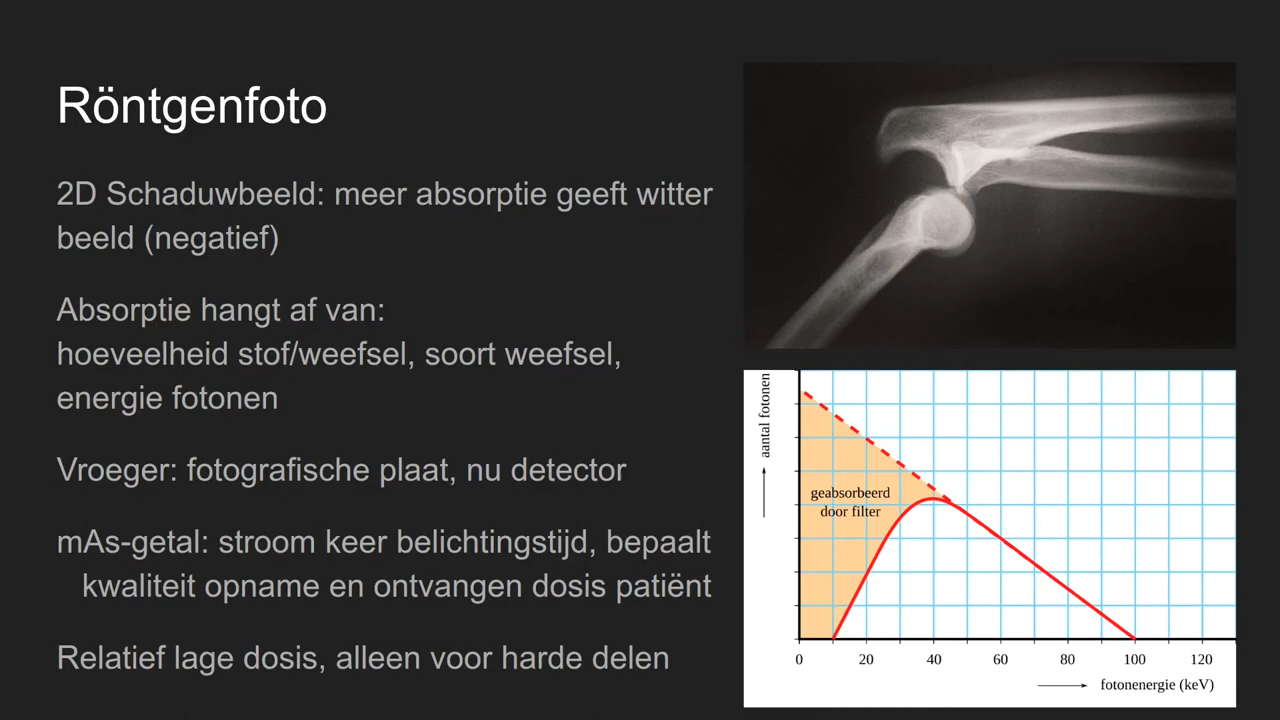 Röntgenfoto
2D Schaduwbeeld: meer absorptie geeft witter
beeld (negatief)
Absorptie hangt af van:
hoeveelheid stof/weefsel, soort weefsel,
energie fotonen
Vroeger: fotografische plaat, nu detector
mAs-getal: stroom keer belichtingstijd, bepaalt
kwaliteit opname en ontvangen dosis patiënt
Relatief lage dosis, alleen voor harde delen
aantal fotonen
geabsorbeerd
door filter
0 20 40 60 80 100 120
fotonenergie (keV)